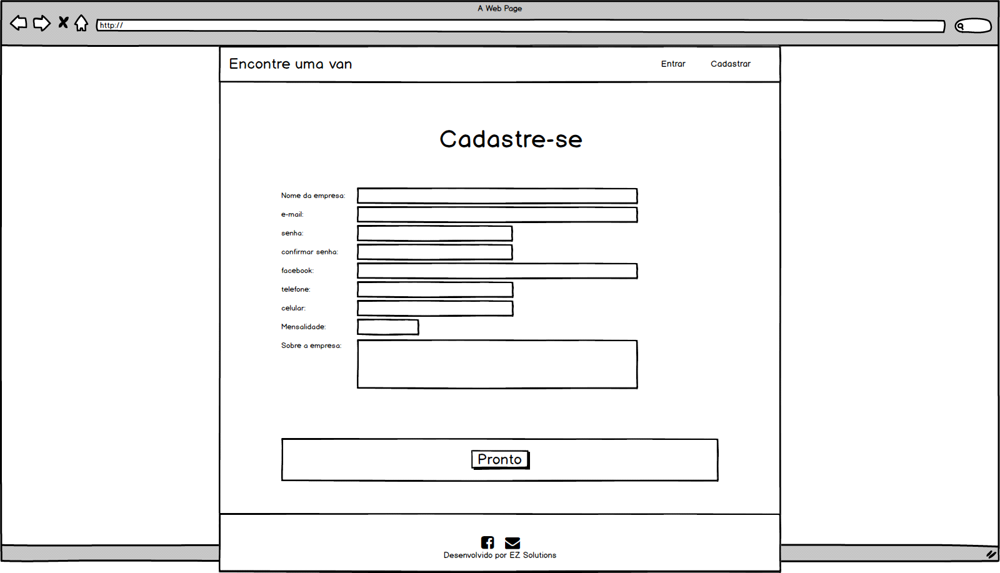 A Web Page
http://
Encontre uma van
Entrar
Cadastrar
Cadastre-se
Nome da empresa:
e-mail:
senha:
confirmar senha:
facebook:
telefone:
celular:
Mensalidade:
Sobre a empresa:
Pronto
Desenvolvido por EZ Solutions